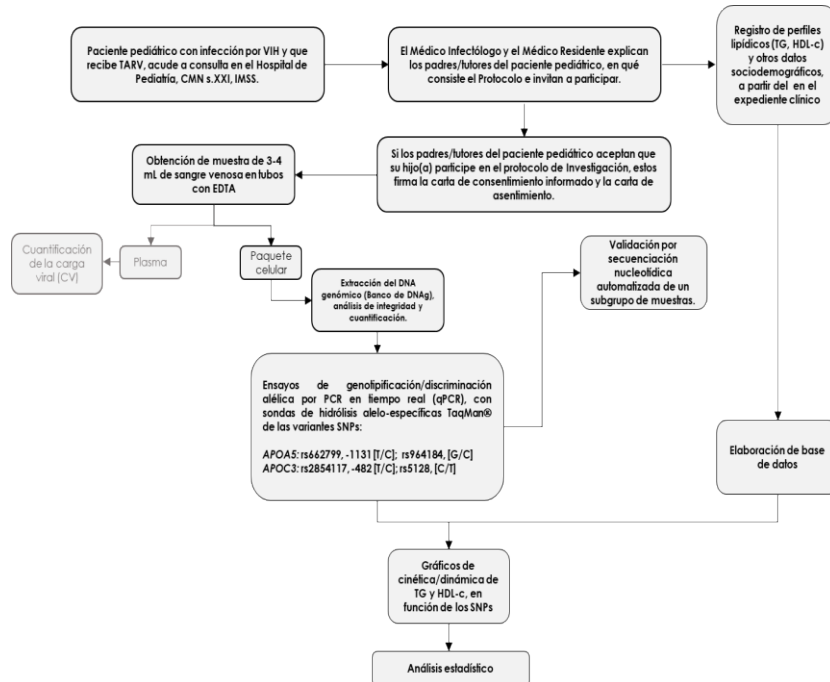 Paciente pediátrico con infección por VIH y que
recibe TARV, acude a consulta en el Hospital de
Pediatría, CMN s.XXI, IMSS.
El Médico Infectólogo y el Médico Residente explican
los padres/tutores del paciente pediátrico, en qué
consiste el Protocolo e invitan a participar.
Registro de perfiles
lipídicos (TG, HDL-c)
y otros datos
sociodemográficos,
a partir del en el
expediente clínico
Si los padres/tutores del paciente pediátrico aceptan que
su hijo(a) participe en el protocolo de Investigación, estos
firma la carta de consentimiento informado y la carta de
asentimiento.
Obtención de muestra de 3-4
mL de sangre venosa en tubos
con EDTA
Cuantificación
de la carga
viral (CV)
Plasma
Paquete
celular
Extracción del DNA
genómico (Banco de DNAg),
análisis de integridad y
cuantificación.
Validación por
secuenciación
nucleotídica
automatizada de un
subgrupo de muestras.
Ensayos de genotipificación/discriminación
alélica por PCR en tiempo real (qPCR), con
sondas de hidrólisis alelo-específicas TaqMan®
de las variantes SNPs:
APOA5: rs662799, -1131 [T/C]; rs964184, [G/C]
APOC3: rs2854117, -482 [T/C]; rs5128, [C/T]
Elaboración de base
de datos
Gráficos de
cinética/dinámica de
TG y HDL-c, en
función de los SNPs
Análisis estadístico